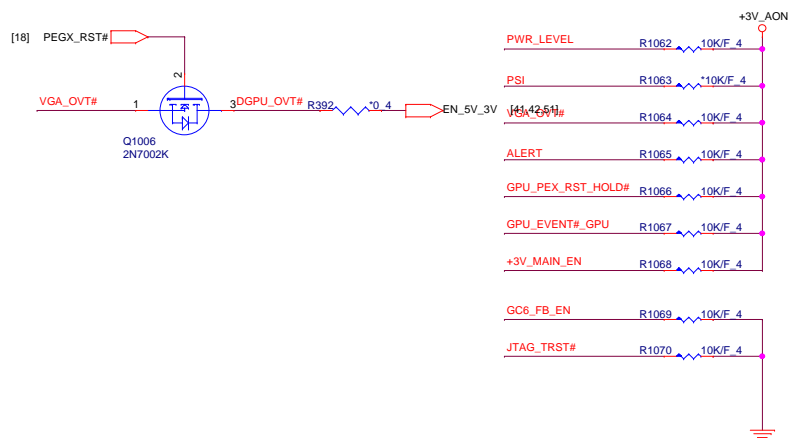 +3V_AON
[18] PEGX_RST#
PWR_LEVEL R1062 10K/F_4
2
PSI R1063 *10K/F_4
VGA_OVT# 1 3 DGPU_OVT# R392 *0_4 EN_5V_3V [41,42,51]
VGA_OVT# R1064 10K/F_4
Q1006
2N7002K
ALERT R1065 10K/F_4
GPU_PEX_RST_HOLD# R1066 10K/F_4
GPU_EVENT#_GPU R1067 10K/F_4
+3V_MAIN_EN R1068 10K/F_4
GC6_FB_EN R1069 10K/F_4
JTAG_TRST# R1070 10K/F_4